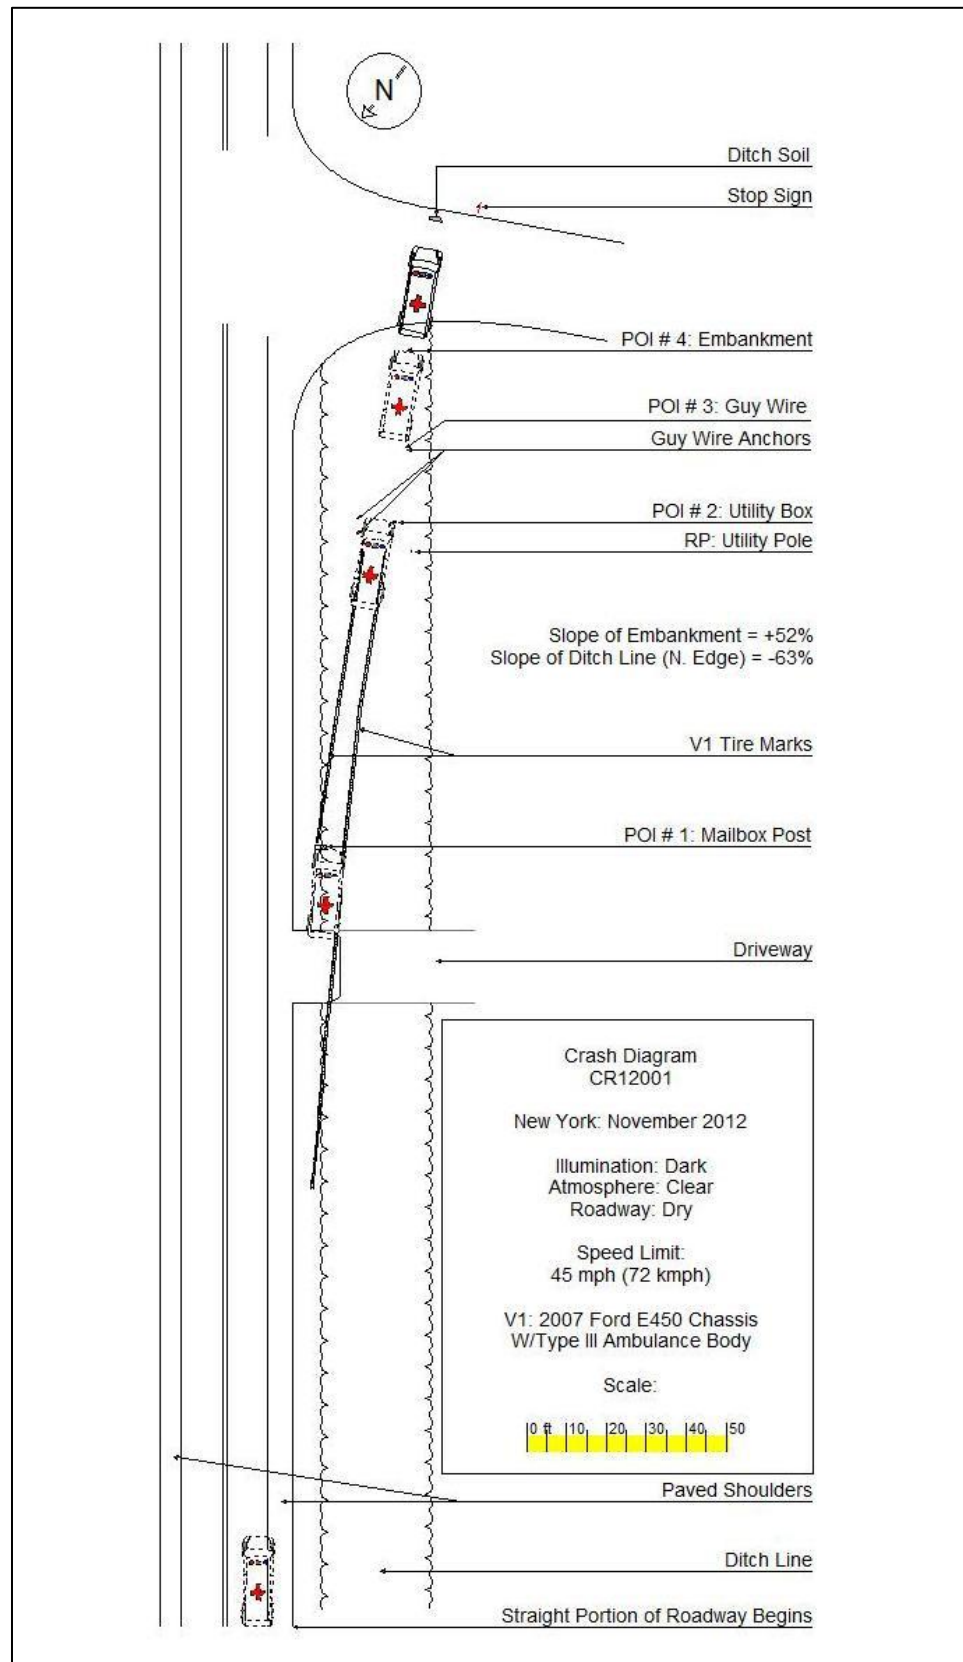 N
Ditch Soil
Stop Sign
POI # 4: Embankment
POI # 3: Guy Wire
Guy Wire Anchors
POI # 2: Utility Box
RP: Utility Pole
Slope of Embankment = +52%
Slope of Ditch Line (N. Edge) = -63%
V1 Tire Marks
POI # 1: Mailbox Post
Driveway
Crash Diagram
CR12001
New York: November 2012
Illumination: Dark
Atmosphere: Clear
Roadway: Dry
Speed Limit:
45 mph (72 kmph)
V1: 2007 Ford E450 Chassis
W/Type III Ambulance Body
Scale:
0 ft 10 20 30 40 50
Paved Shoulders
Ditch Line
Straight Portion of Roadway Begins